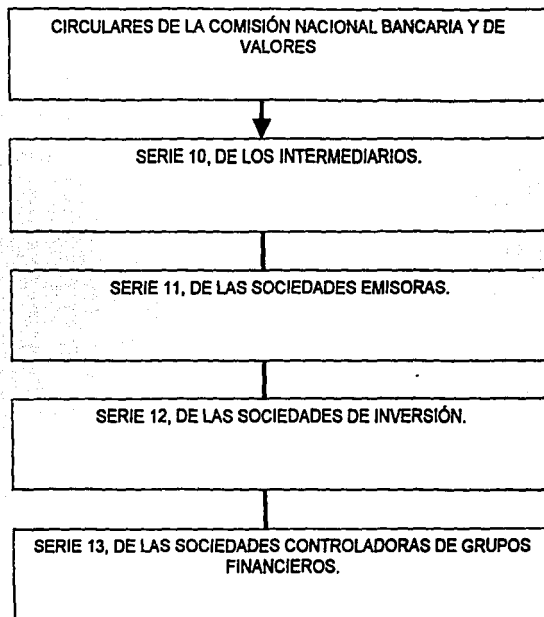 CIRCULARES DE LA COMISIÓN NACIONAL BANCARIA Y DE
VALORES
SERIE 10, DE LOS INTERMEDIARIOS.
SERIE 11, DE LAS SOCIEDADES EMISORAS.
SERIE 12, DE LAS SOCIEDADES DE INVERSIÓN.
SERIE 13, DE LAS SOCIEDADES CONTROLADORAS DE GRUPOS
FINANCIEROS.